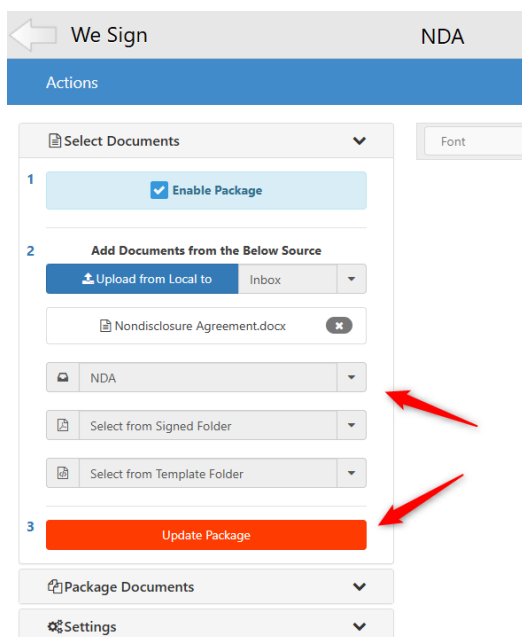 We Sign
NDA
Actions
Select Documents
Font
1
Enable Package
2
Add Documents from the Below Source
Upload from Local to
Inbox
Nondisclosure Agreement.docx
NDA
Select from Signed Folder
Select from Template Folder
3
Update Package
Package Documents
Settings